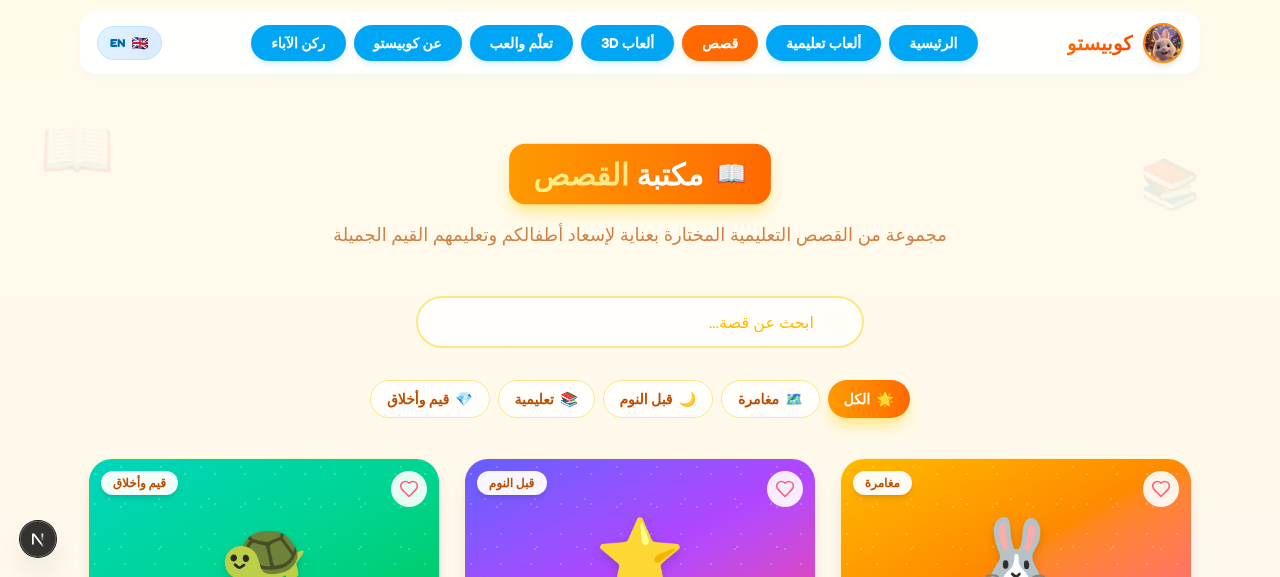 كوبيستو
الرئيسية
ألعاب تعليمية
قصص
ألعاب 3D
تعلّم والعب
عن كوبيستو
ركن الآباء
EN
مكتبة القصص
مجموعة من القصص التعليمية المختارة بعناية لإسعاد أطفالكم وتعليمهم القيم الجميلة
ابحث عن قصة...
الكل
مغامرة
قبل النوم
تعليمية
قيم وأخلاق
مغامرة
قبل النوم
قيم وأخلاق
N